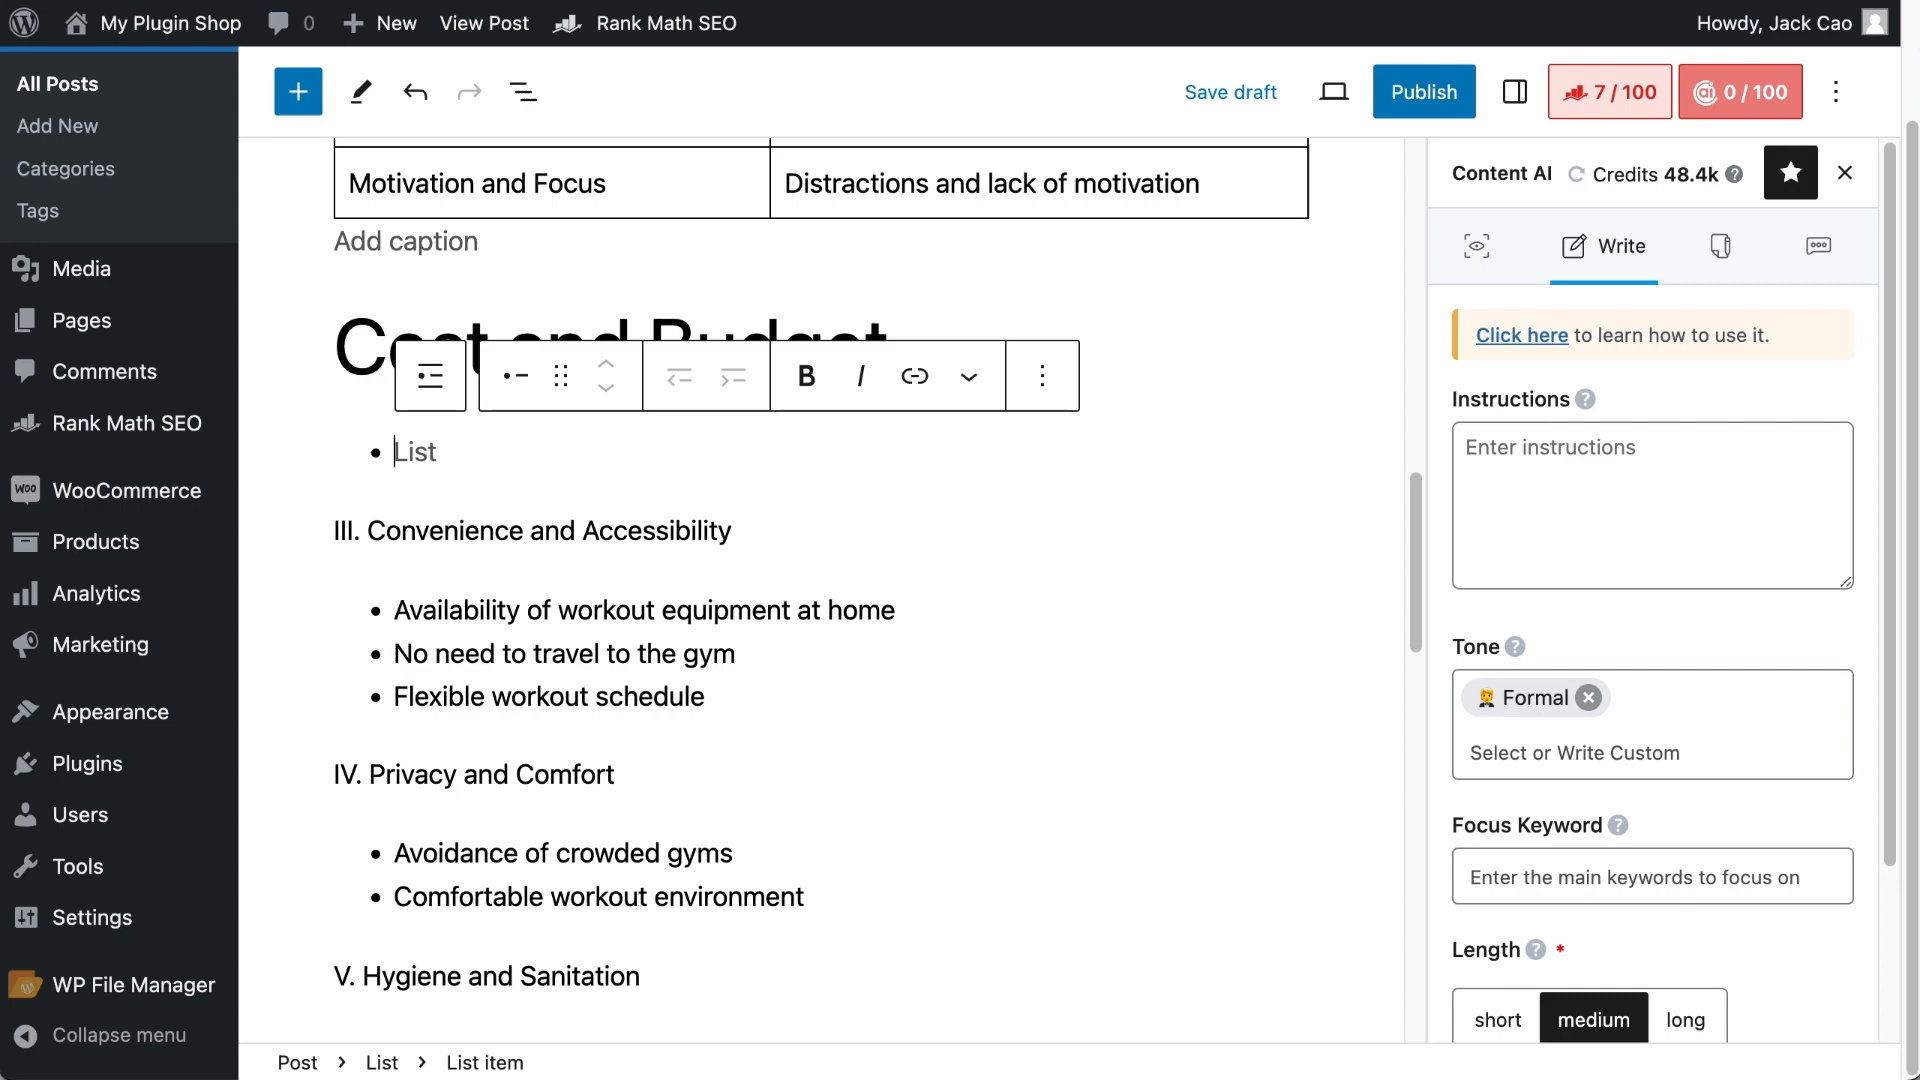 My Plugin Shop
0
New
View Post
Rank Math SEO
Howdy, Jack Cao
All Posts
Add New
Categories
Tags
Media
Pages
Comments
Rank Math SEO
WOO
WooCommerce
Products
Analytics
Marketing
Appearance
Plugins
Users
Tools
Settings
WP File Manager
Collapse menu
Save draft
Publish
7 / 100
0 / 100
Motivation and Focus
Distractions and lack of motivation
Add caption
Cost and Budget
B I
• List
III. Convenience and Accessibility
• Availability of workout equipment at home
• No need to travel to the gym
• Flexible workout schedule
IV. Privacy and Comfort
• Avoidance of crowded gyms
• Comfortable workout environment
V. Hygiene and Sanitation
Post > List > List item
Content AI
Credits 48.4k ?
Write
Click here to learn how to use it.
Instructions ?
Enter instructions
Tone ?
Formal
Select or Write Custom
Focus Keyword ?
Enter the main keywords to focus on
Length ? *
short
medium
long